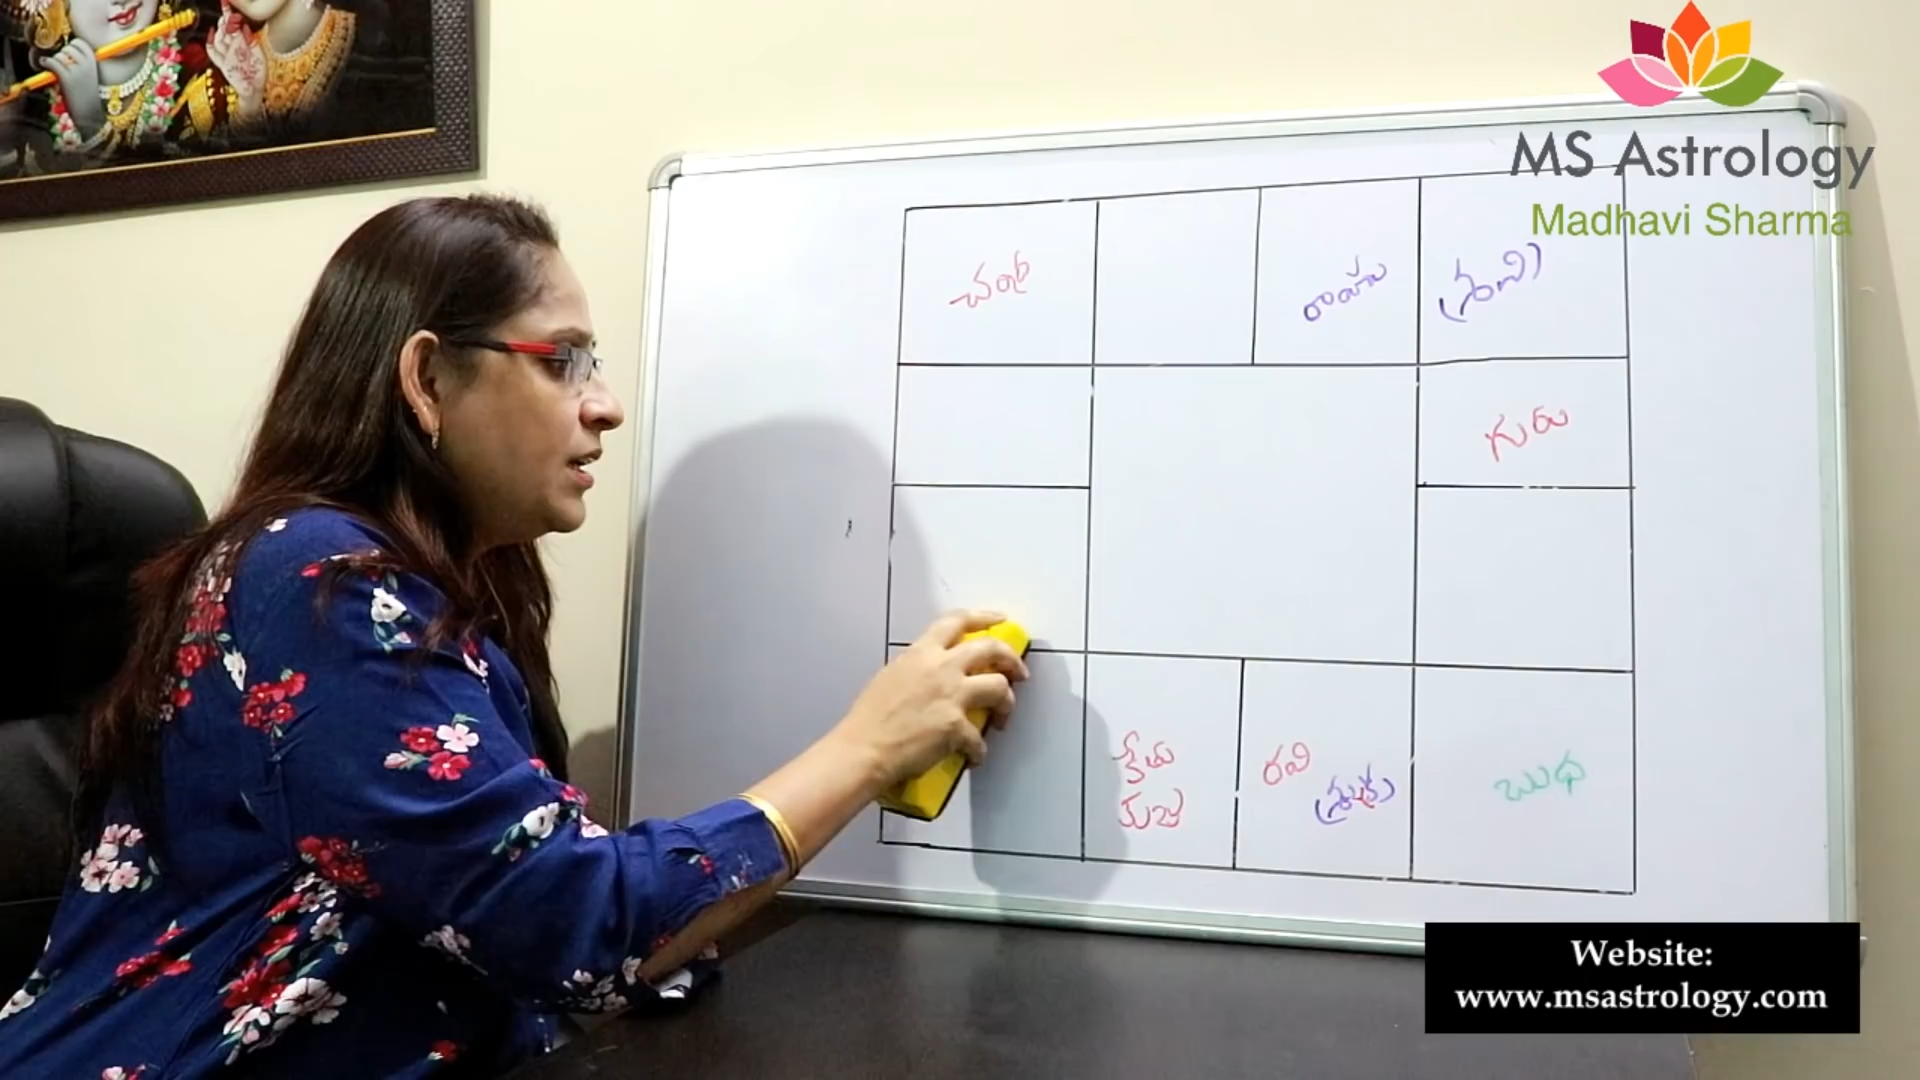 MS Astrology
Madhavi Sharma
చంద్ర
రాహు
(శని)
గురు
కేతు
కుజ
రవి
(శుక్ర)
బుధ
Website:
www.msastrology.com